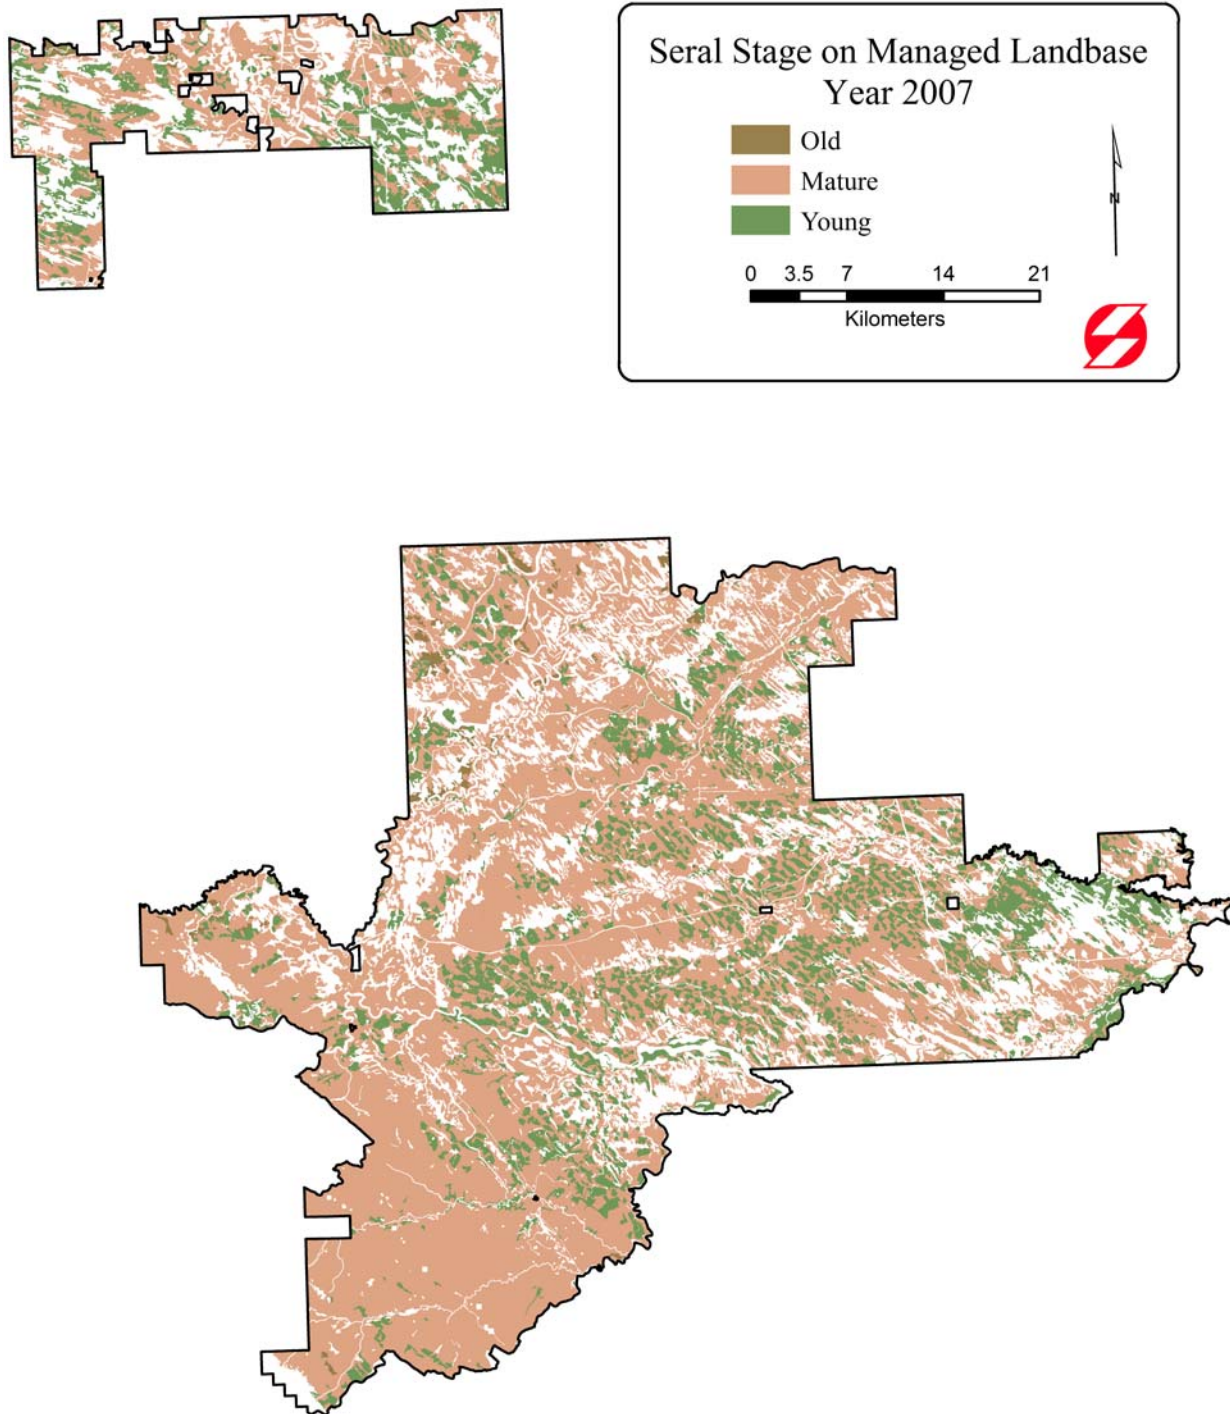 Seral Stage on Managed Landbase
Year 2007
Old
Mature
Young
N
0 3.5 7 14 21
Kilometers